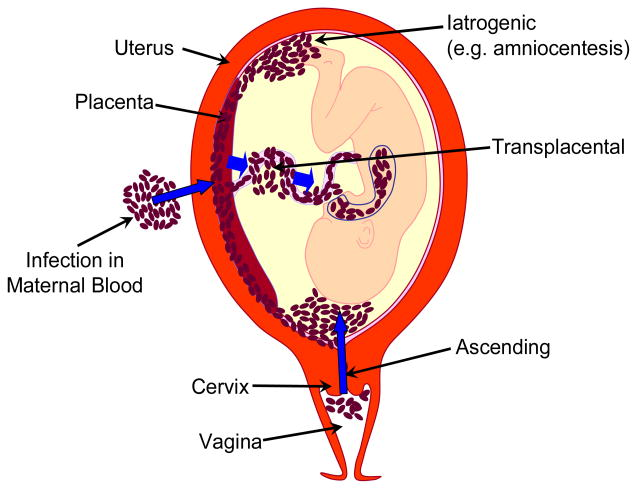 Iatrogenic
(e.g. amniocentesis)
Uterus
Placenta
Transplacental
Infection in
Maternal Blood
Ascending
Cervix
Vagina